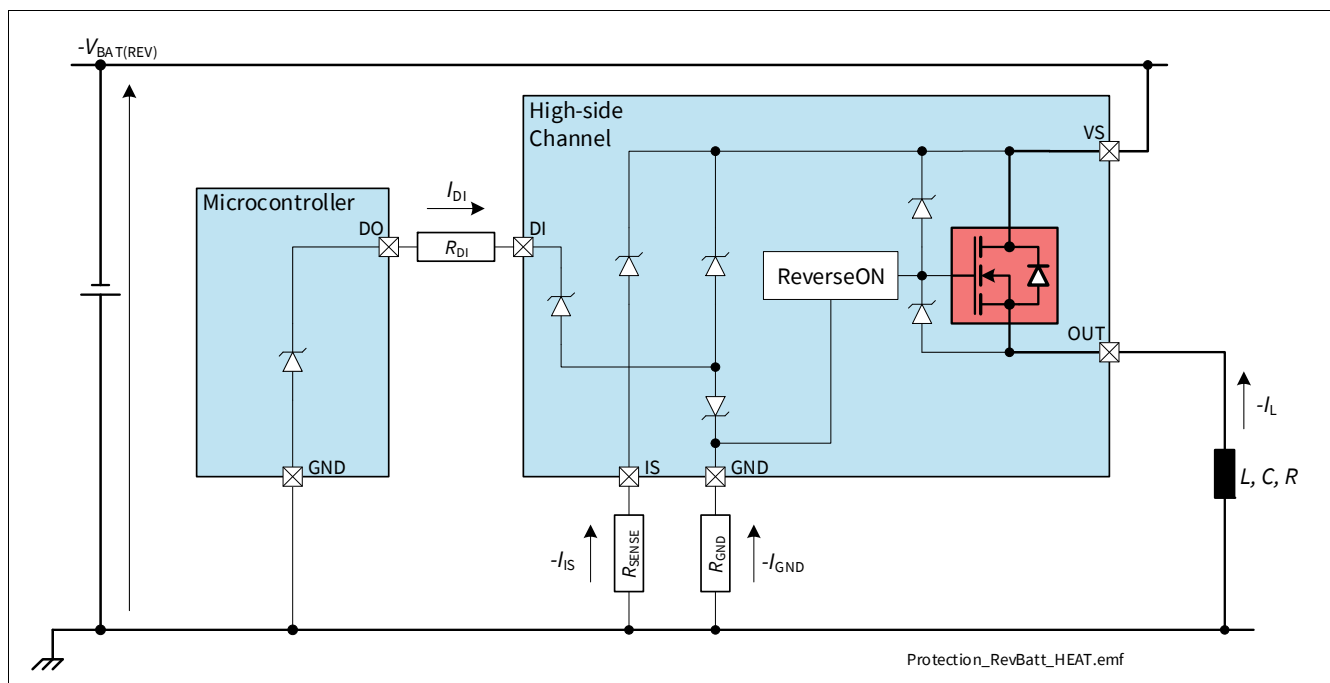 -VBAT(REV)
High-side
Channel
VS
Microcontroller
IDI
DO
RDI
DI
ReverseON
OUT
-IL
GND
IS
GND
L, C, R
-IIS
RSENSE
RGND
-IGND
Protection_RevBatt_HEAT.emf